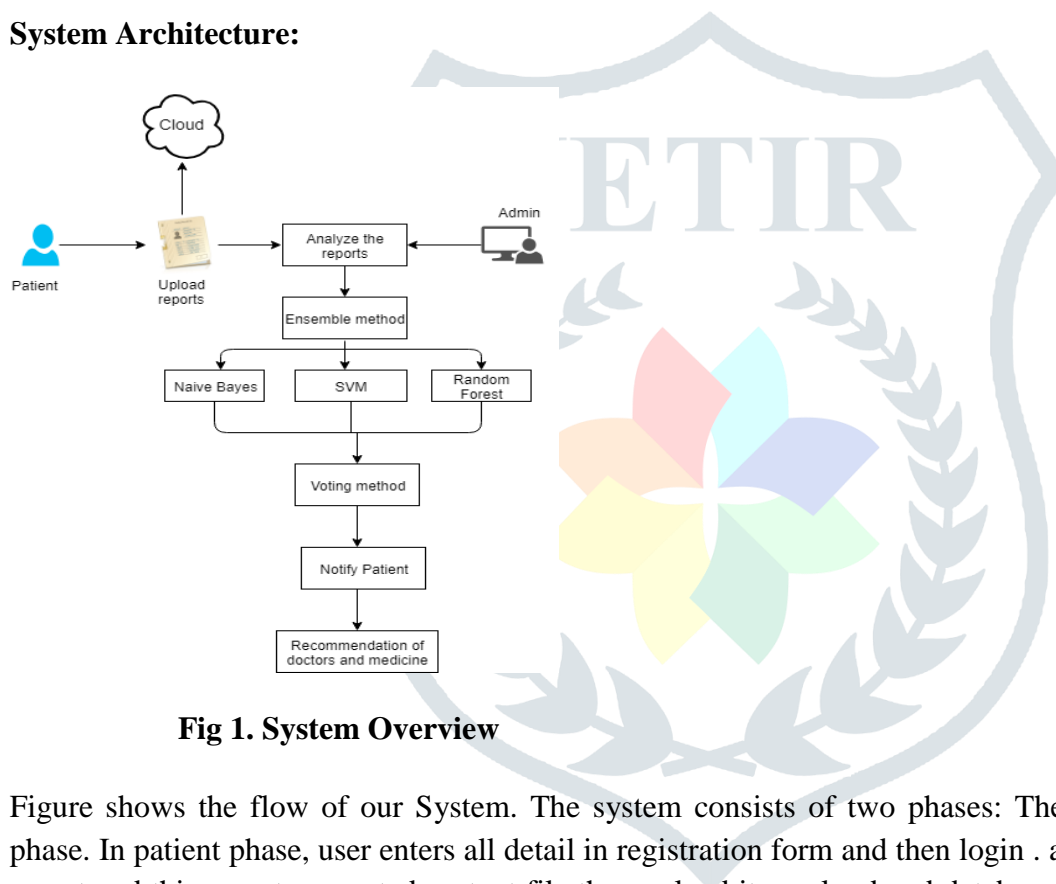 System Architecture:
Cloud
Admin
Analyze the
reports
Patient
Upload
reports
Ensemble method
Naive Bayes
SVM
Random
Forest
Voting method
Notify Patient
Recommendation of
doctors and medicine
Fig 1. System Overview
Figure shows the flow of our System. The system consists of two phases: The
phase. In patient phase, user enters all detail in registration form and then login . a